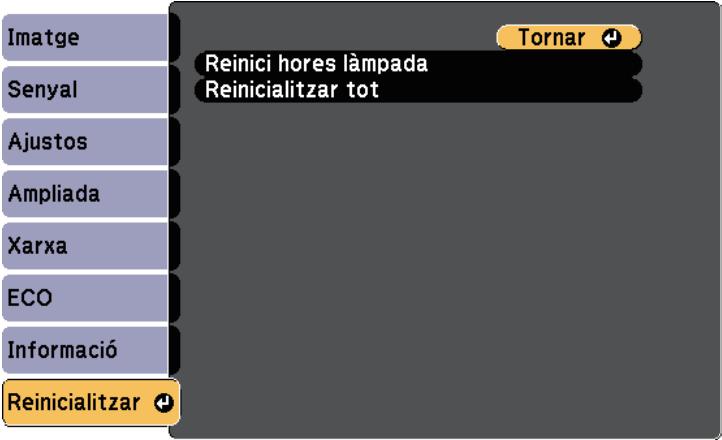 Imatge
Senyal
Ajustos
Ampliada
Xarxa
ECO
Informació
Reinicialitzar
Tornar
Reinici hores làmpada
Reinicialitzar tot